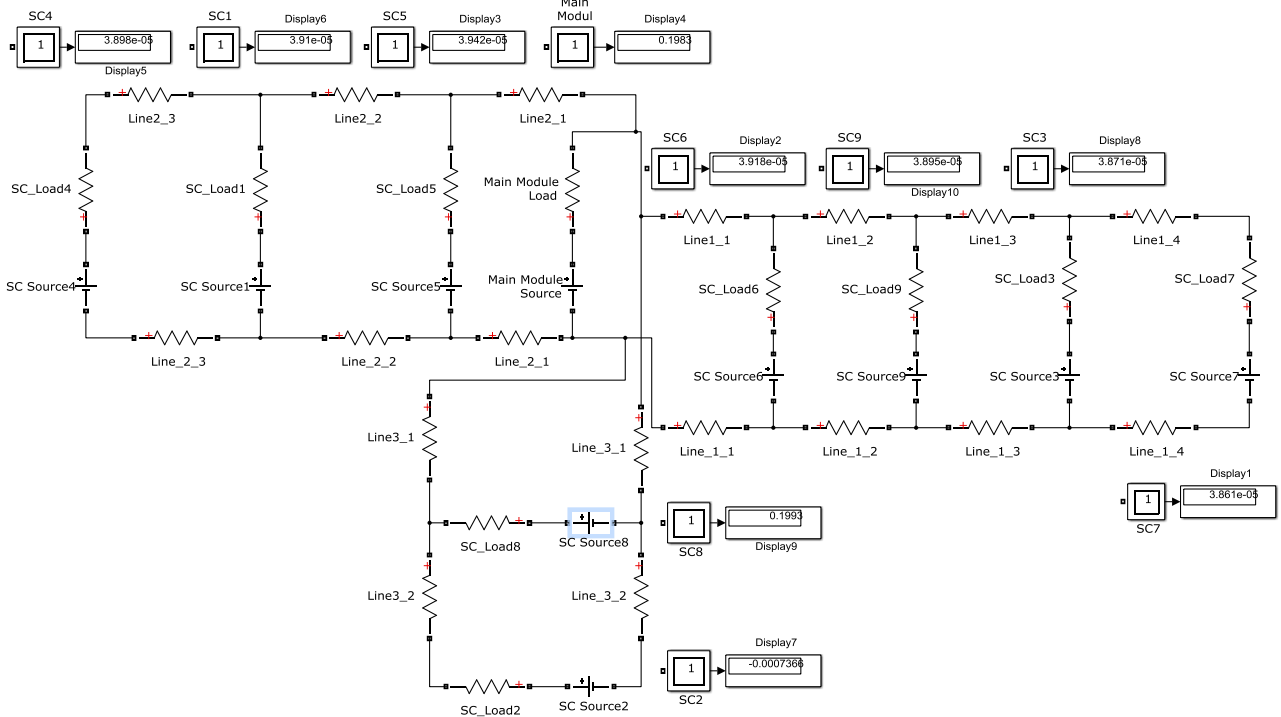 SC4
1
3.898e-05
Display5
SC1
1
Display6
3.91e-05
SC5
1
Display3
3.942e-05
Main
Modul
1
Display4
0.1983
Line2_3
Line2_2
Line2_1
SC6
1
Display2
3.918e-05
SC9
1
3.895e-05
Display10
SC3
1
Display8
3.871e-05
SC_Load4
SC_Load1
SC_Load5
Main Module
Load
Line1_1
Line1_2
Line1_3
Line1_4
SC Source4
SC Source1
SC Source5
Main Module
Source
SC_Load6
SC_Load9
SC_Load3
SC_Load7
Line_2_3
Line_2_2
Line_2_1
SC Source6
SC Source9
SC Source3
SC Source7
Line3_1
Line_3_1
Line_1_1
Line_1_2
Line_1_3
Line_1_4
Display1
1
3.861e-05
SC7
SC_Load8
SC Source8
1
0.1993
SC8
Display9
Line3_2
Line_3_2
Display7
1
-0.0007366
SC2
SC_Load2
SC Source2